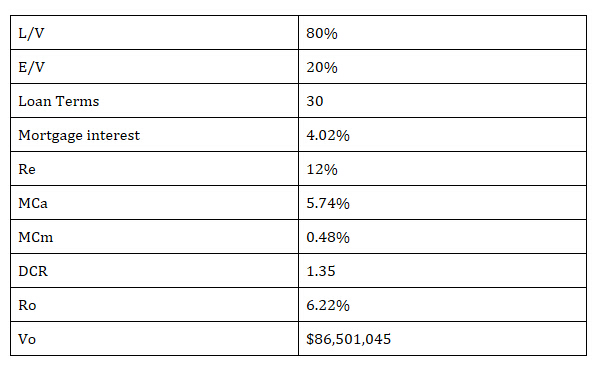 L/V 80%
E/V 20%
Loan Terms 30
Mortgage interest 4.02%
Re 12%
MCa 5.74%
MCm 0.48%
DCR 1.35
Ro 6.22%
Vo $86,501,045